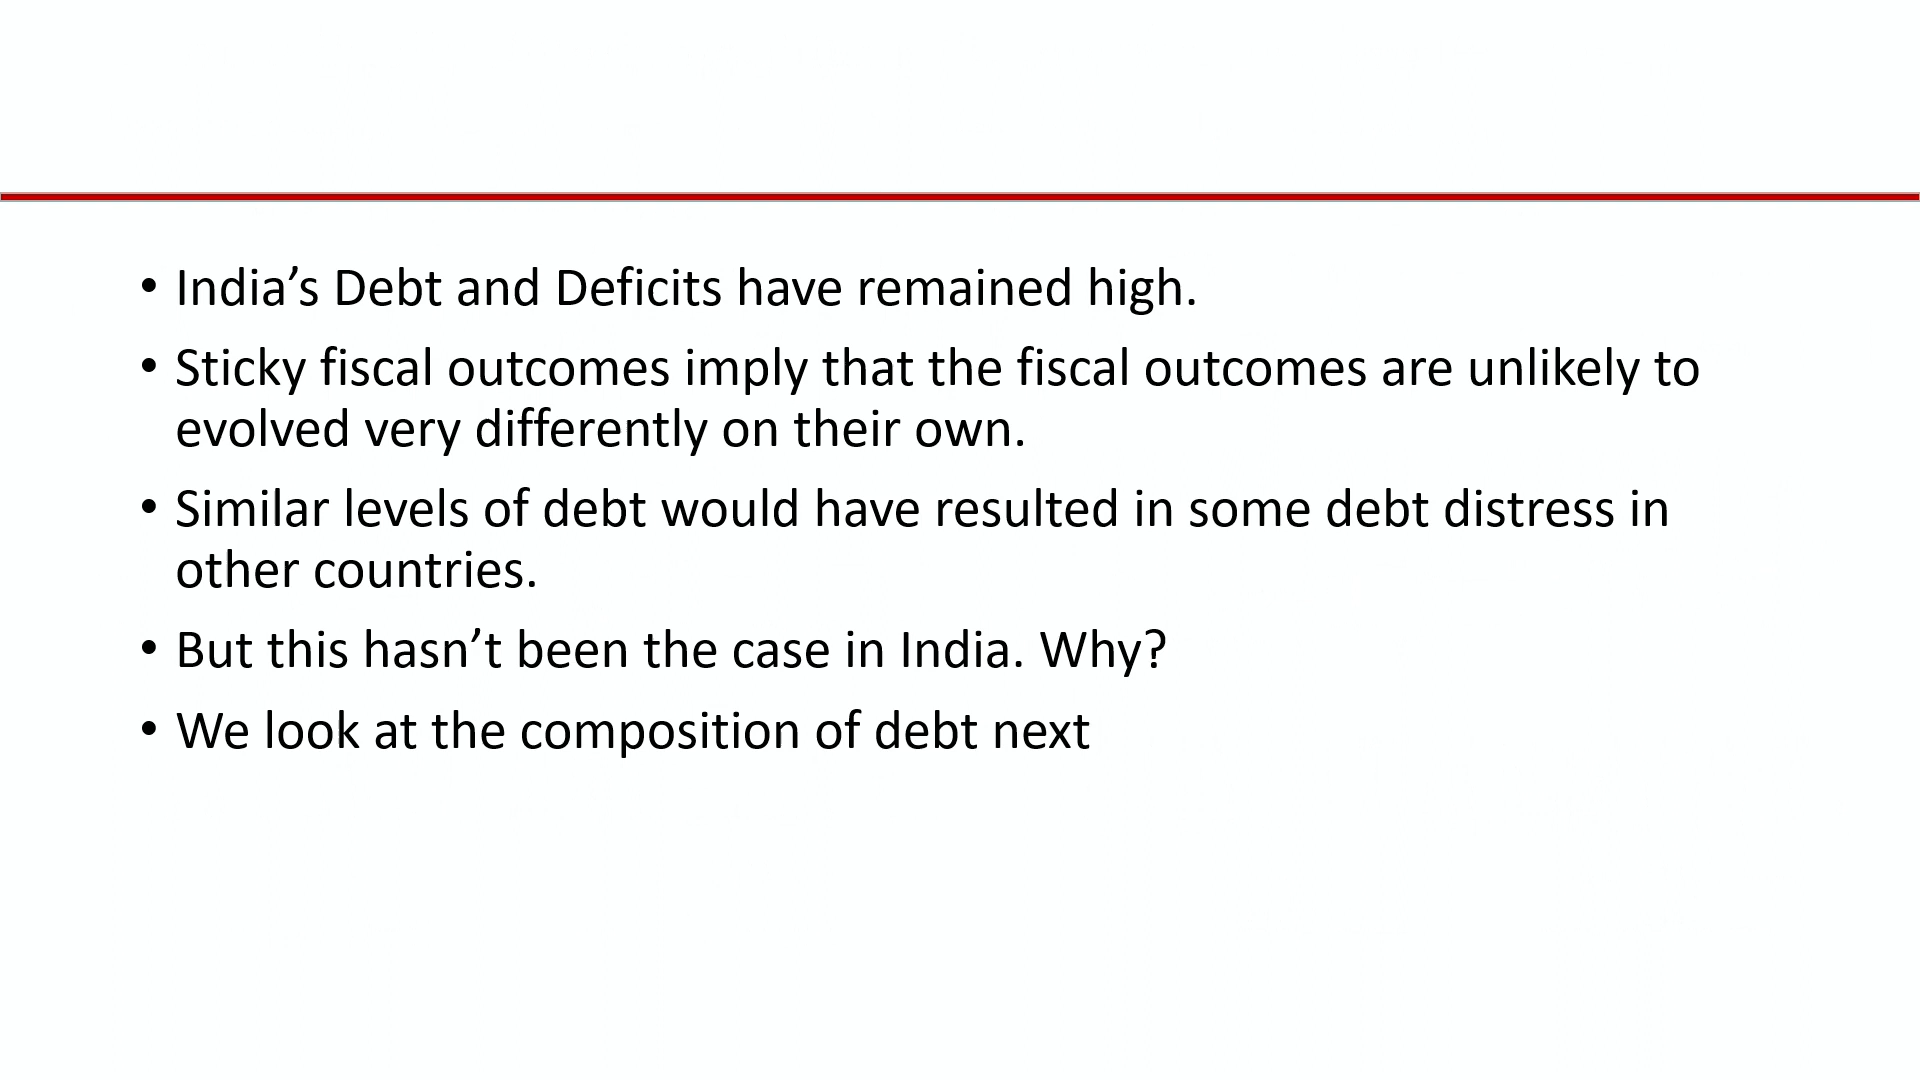 • India’s Debt and Deficits have remained high.
• Sticky fiscal outcomes imply that the fiscal outcomes are unlikely to
evolved very differently on their own.
• Similar levels of debt would have resulted in some debt distress in
other countries.
• But this hasn’t been the case in India. Why?
• We look at the composition of debt next